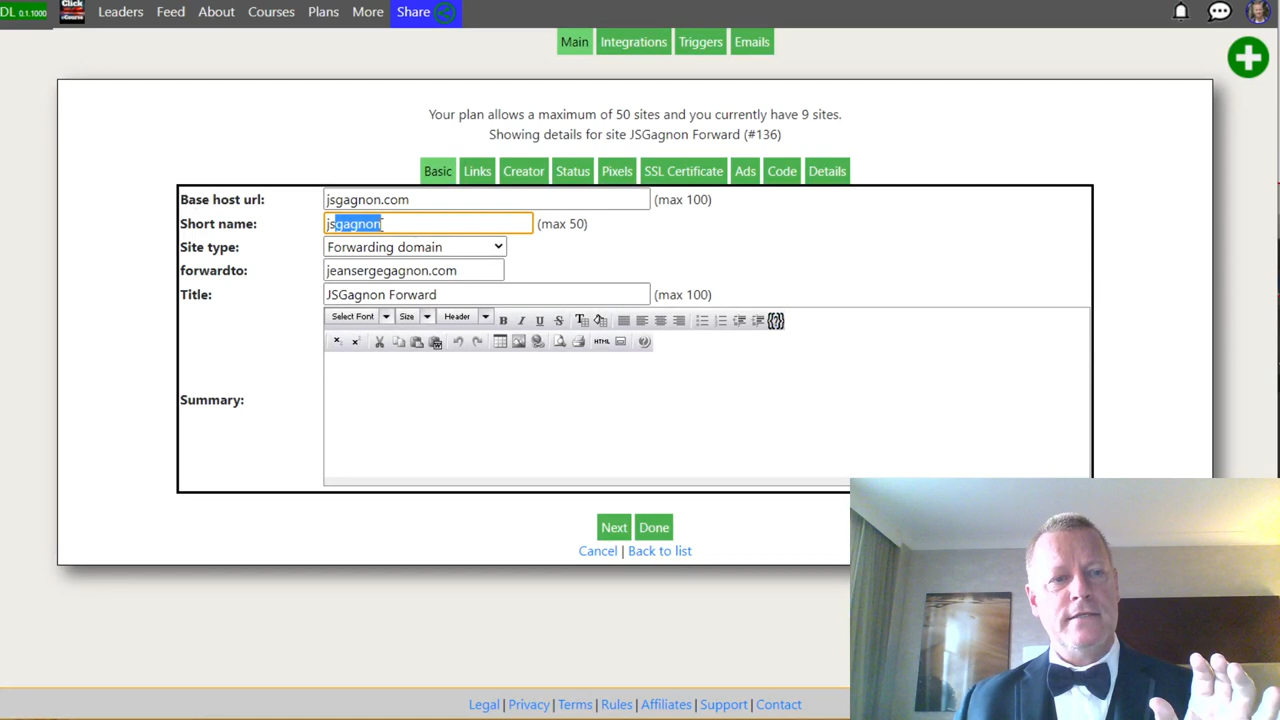 DL 0.1.1000 Click eCourse Leaders Feed About Courses Plans More Share
Main Integrations Triggers Emails
Your plan allows a maximum of 50 sites and you currently have 9 sites.
Showing details for site JSGagnon Forward (#136)
Basic Links Creator Status Pixels SSL Certificate Ads Code Details
Base host url: jsgagnon.com (max 100)
Short name: jsgagnon (max 50)
Site type: Forwarding domain
forwardto: jeansergegagnon.com
Title: JSGagnon Forward (max 100)
Select Font Size Header B I U S {?}
HTML
Summary:
Next Done
Cancel | Back to list
Legal | Privacy | Terms | Rules | Affiliates | Support | Contact